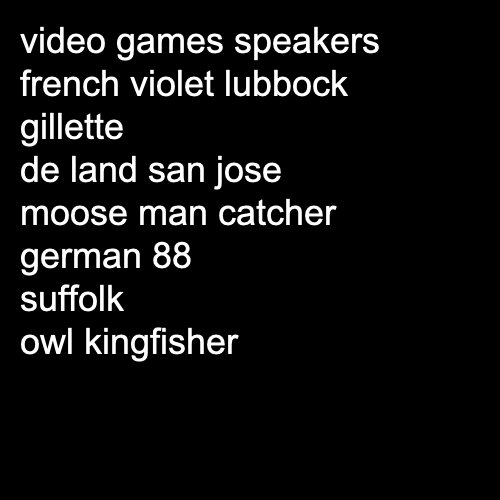 video games speakers
french violet lubbock
gillette
de land san jose
moose man catcher
german 88
suffolk
owl kingfisher